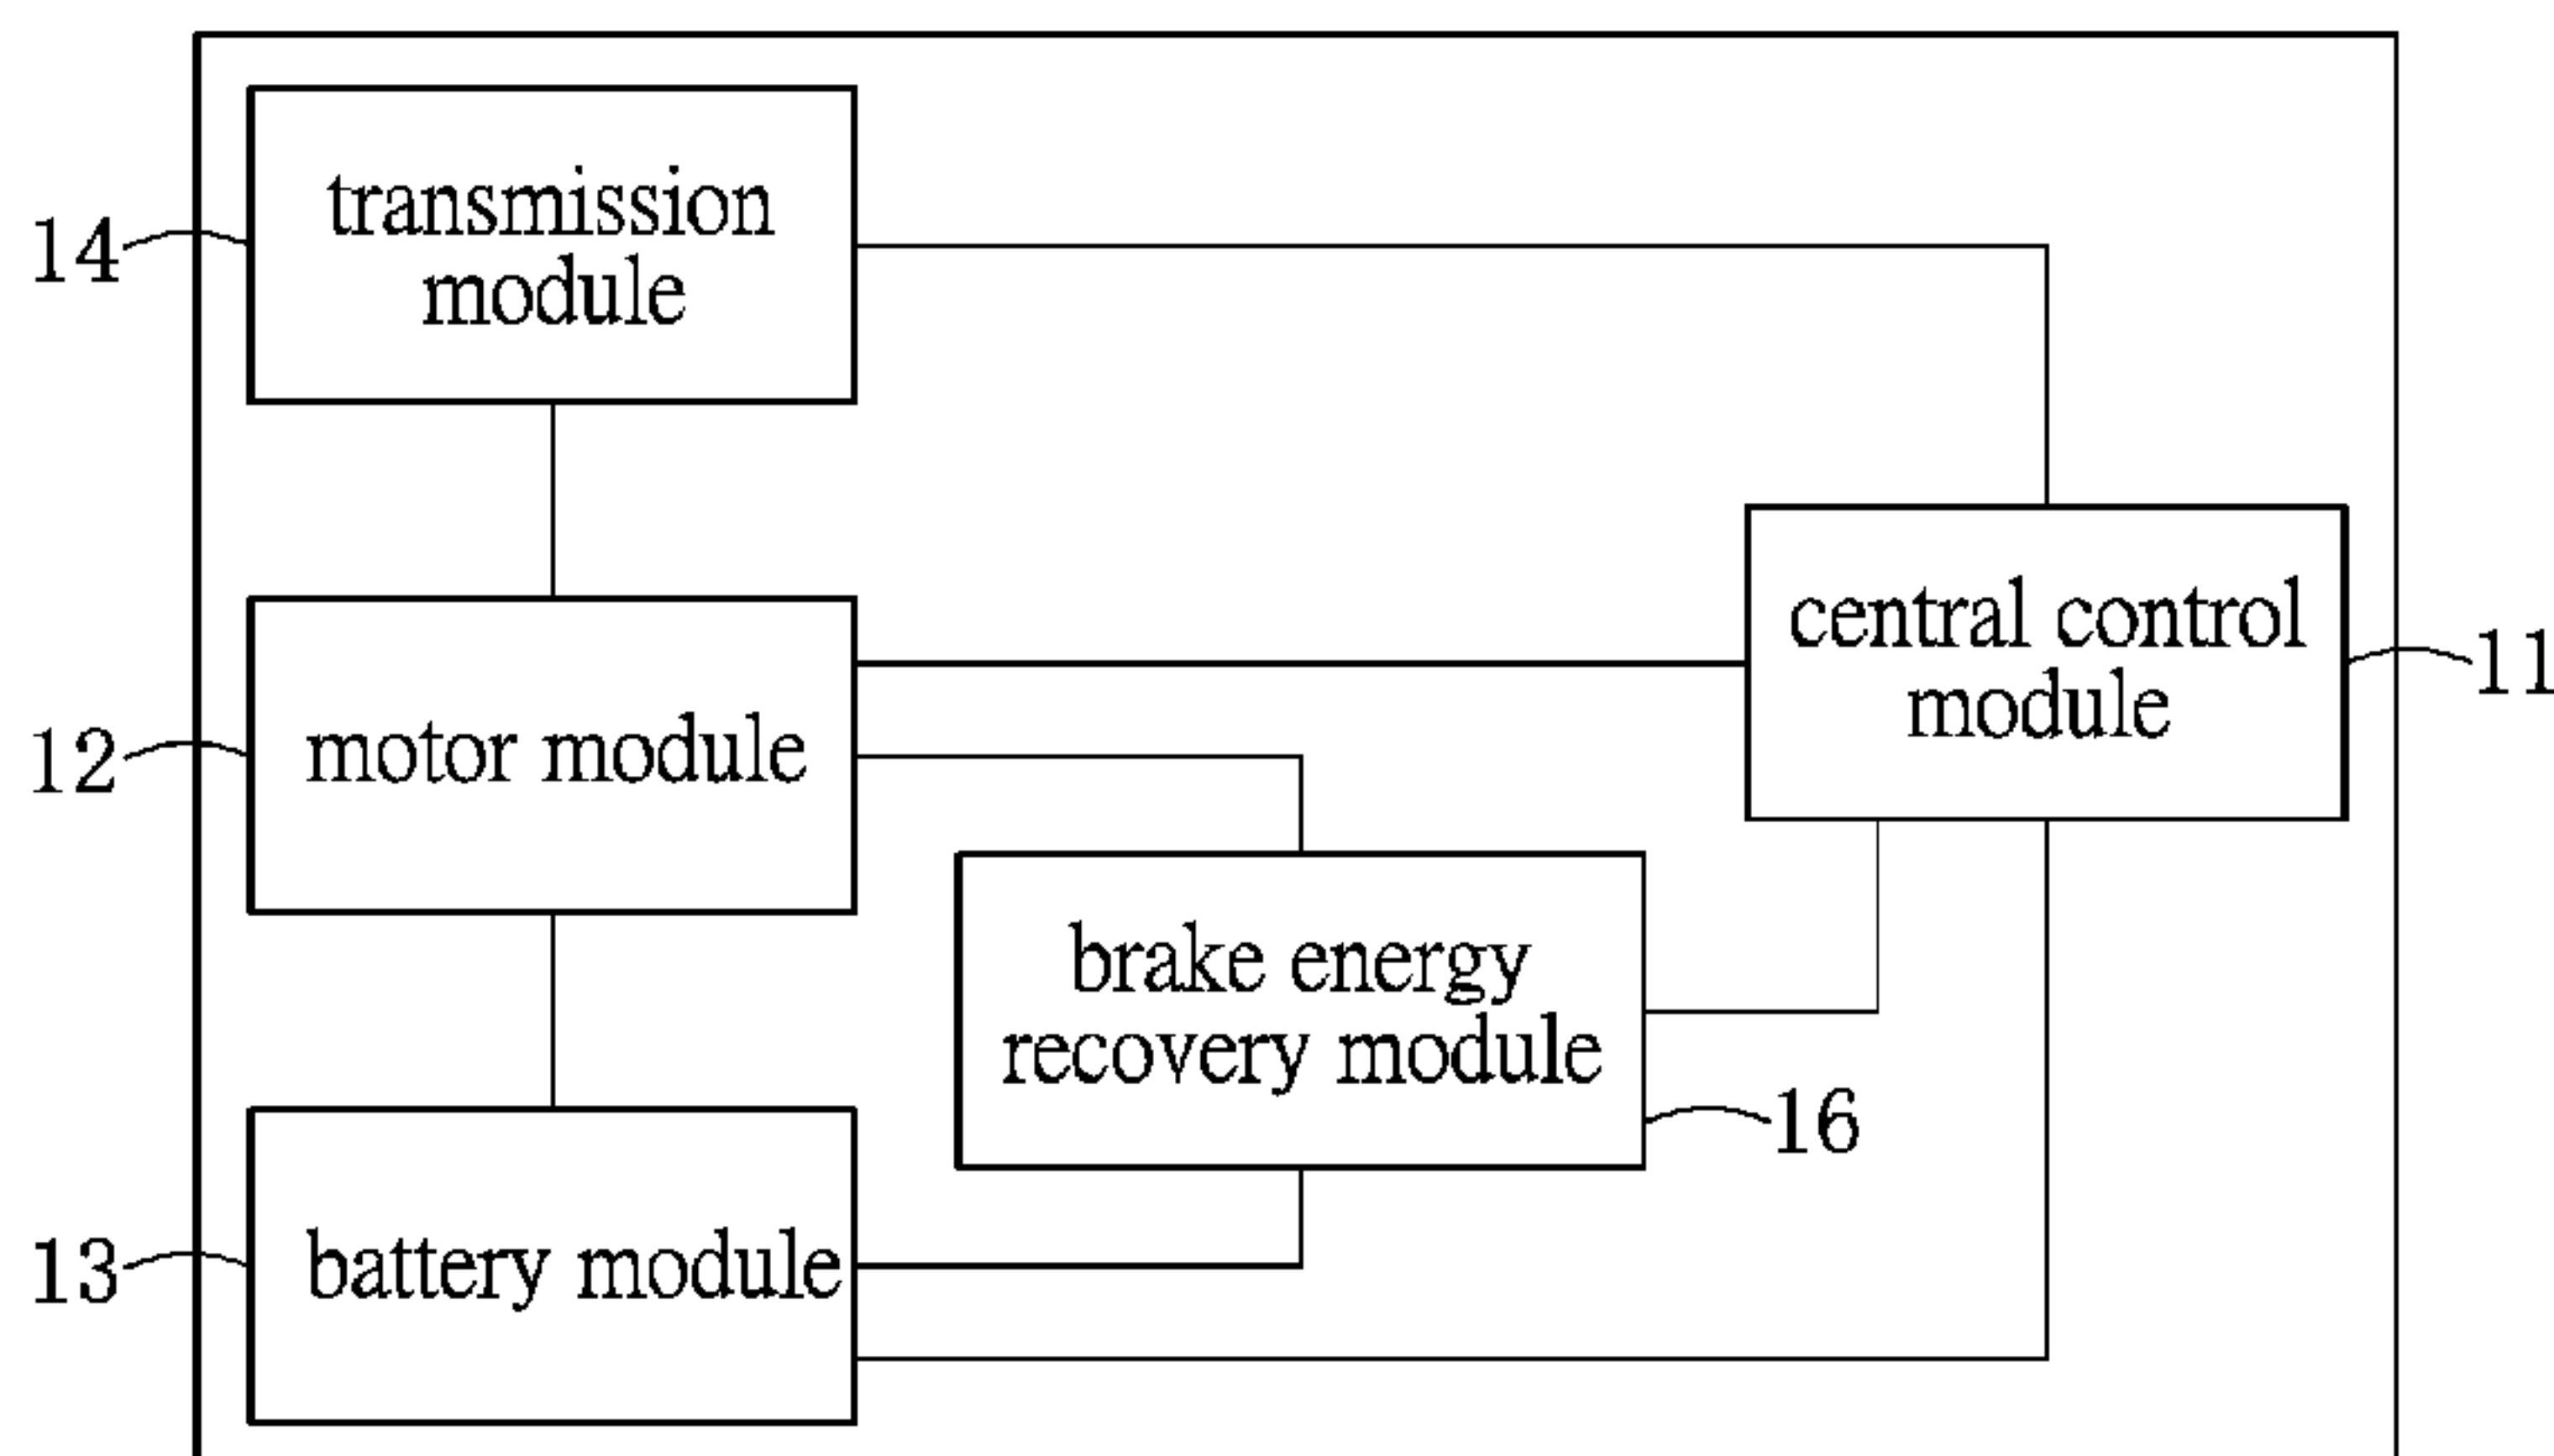 transmission
module
14
central control
module
11
motor module
12
brake energy
recovery module
16
battery module
13